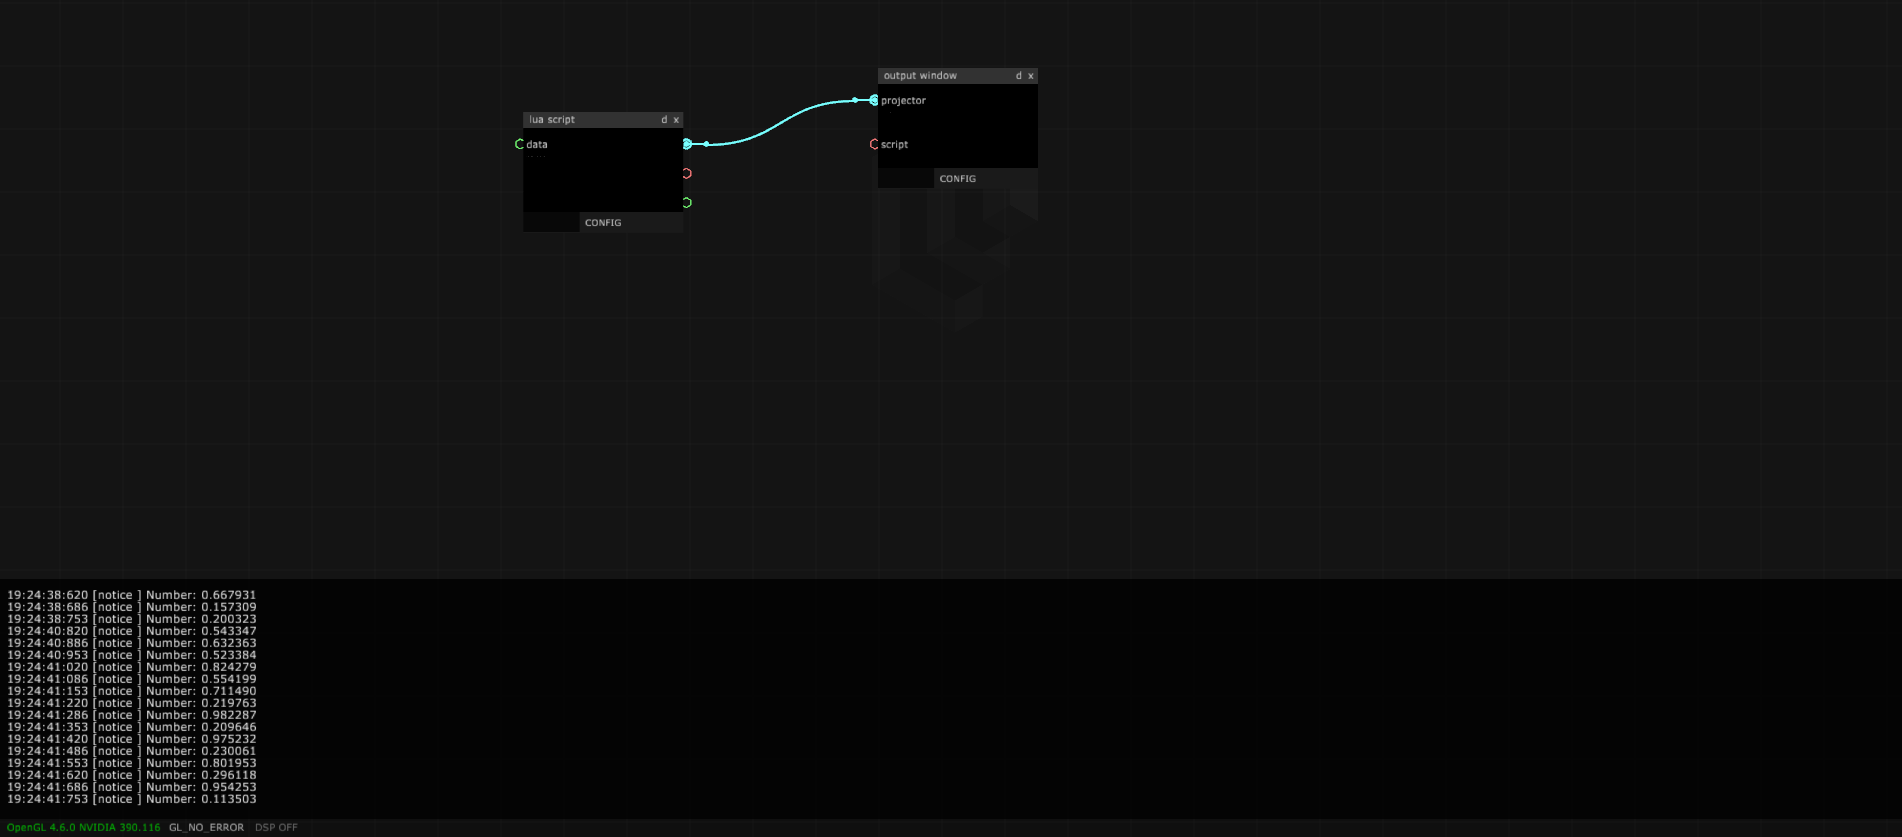 output window d x
projector
lua script d x
data
script
CONFIG
CONFIG
19:24:38:620 [notice ] Number: 0.667931
19:24:38:686 [notice ] Number: 0.157309
19:24:38:753 [notice ] Number: 0.200323
19:24:40:820 [notice ] Number: 0.543347
19:24:40:886 [notice ] Number: 0.632363
19:24:40:953 [notice ] Number: 0.523384
19:24:41:020 [notice ] Number: 0.824279
19:24:41:086 [notice ] Number: 0.554199
19:24:41:153 [notice ] Number: 0.711490
19:24:41:220 [notice ] Number: 0.219763
19:24:41:286 [notice ] Number: 0.982287
19:24:41:353 [notice ] Number: 0.209646
19:24:41:420 [notice ] Number: 0.975232
19:24:41:486 [notice ] Number: 0.230061
19:24:41:553 [notice ] Number: 0.801953
19:24:41:620 [notice ] Number: 0.296118
19:24:41:686 [notice ] Number: 0.954253
19:24:41:753 [notice ] Number: 0.113503
OpenGL 4.6.0 NVIDIA 390.116 GL_NO_ERROR DSP OFF